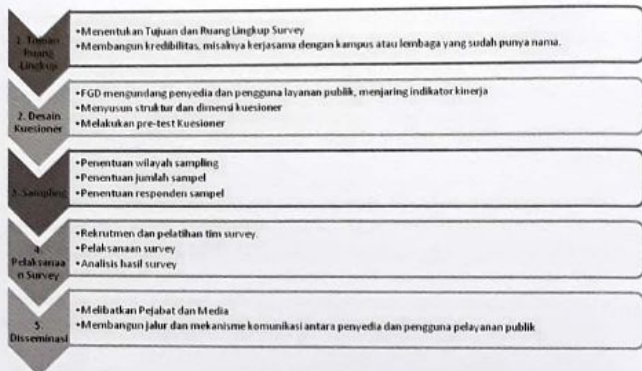 1. Tujuan
Ruang
Lingkup
•Menentukan Tujuan dan Ruang Lingkup Survey
•Membangun kredibilitas, misalnya kerjasama dengan kampus atau lembaga yang sudah punya nama.
2. Desain
Kuesioner
•FGD mengundang penyedia dan pengguna layanan publik, menjaring indikator kinerja
•Menyusun struktur dan dimensi kuesioner
•Melakukan pre-test Kuesioner
3. Sampling
•Penentuan wilayah sampling
•Penentuan jumlah sampel
•Penentuan responden sampel
4.
Pelaksanaa
n Survey
•Rekrutmen dan pelatihan tim survey.
•Pelaksanaan survey
•Analisis hasil survey
5.
Disseminasi
•Melibatkan Pejabat dan Media
•Membangun jalur dan mekanisme komunikasi antara penyedia dan pengguna pelayanan publik